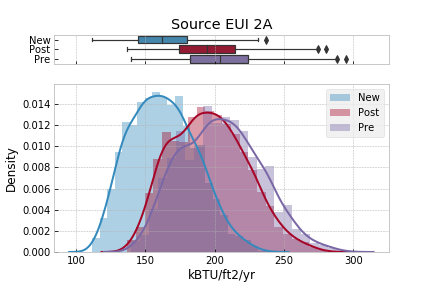 Source EUI 2A
New
Post
Pre
0.014
0.012
0.010
0.008
0.006
0.004
0.002
0.000
Density
New
Post
Pre
100 150 200 250 300
kBTU/ft2/yr